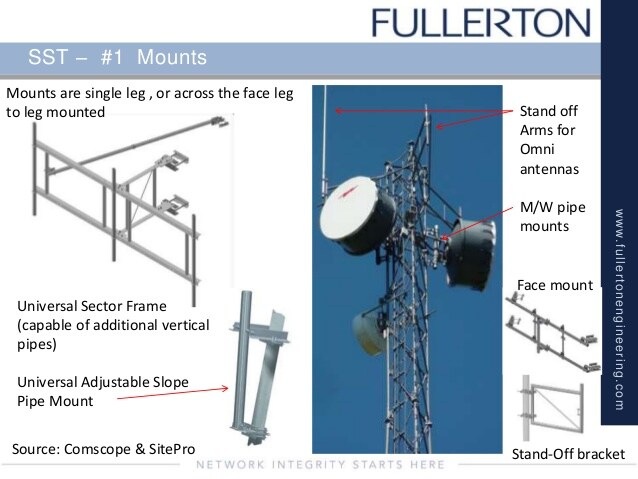 FULLERTON
SST – #1 Mounts
Mounts are single leg , or across the face leg
to leg mounted
Stand off
Arms for
Omni
antennas
M/W pipe
mounts
Face mount
Universal Sector Frame
(capable of additional vertical
pipes)
Universal Adjustable Slope
Pipe Mount
Source: Comscope & SitePro
Stand-Off bracket
NETWORK INTEGRITY STARTS HERE
www.fullertonengineering.com